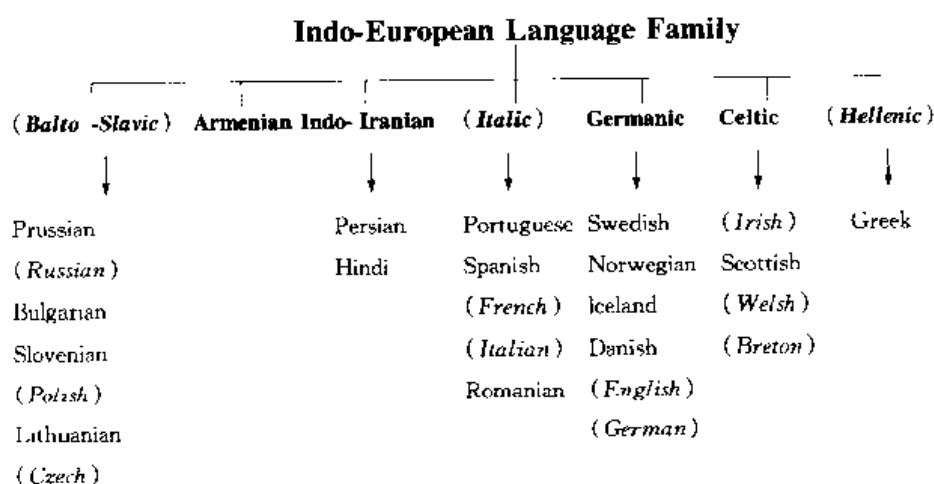 Indo-European Language Family
(Balto -Slavic) Armenian Indo- Iranian (Italic) Germanic Celtic (Hellenic)
Prussian Persian Portuguese Swedish (Irish) Greek
(Russian) Hindi Spanish Norwegian Scottish
Bulgarian (French) Iceland (Welsh)
Slovenian (Italian) Danish (Breton)
(Polish) Romanian (English)
Lithuanian (German)
(Czech)